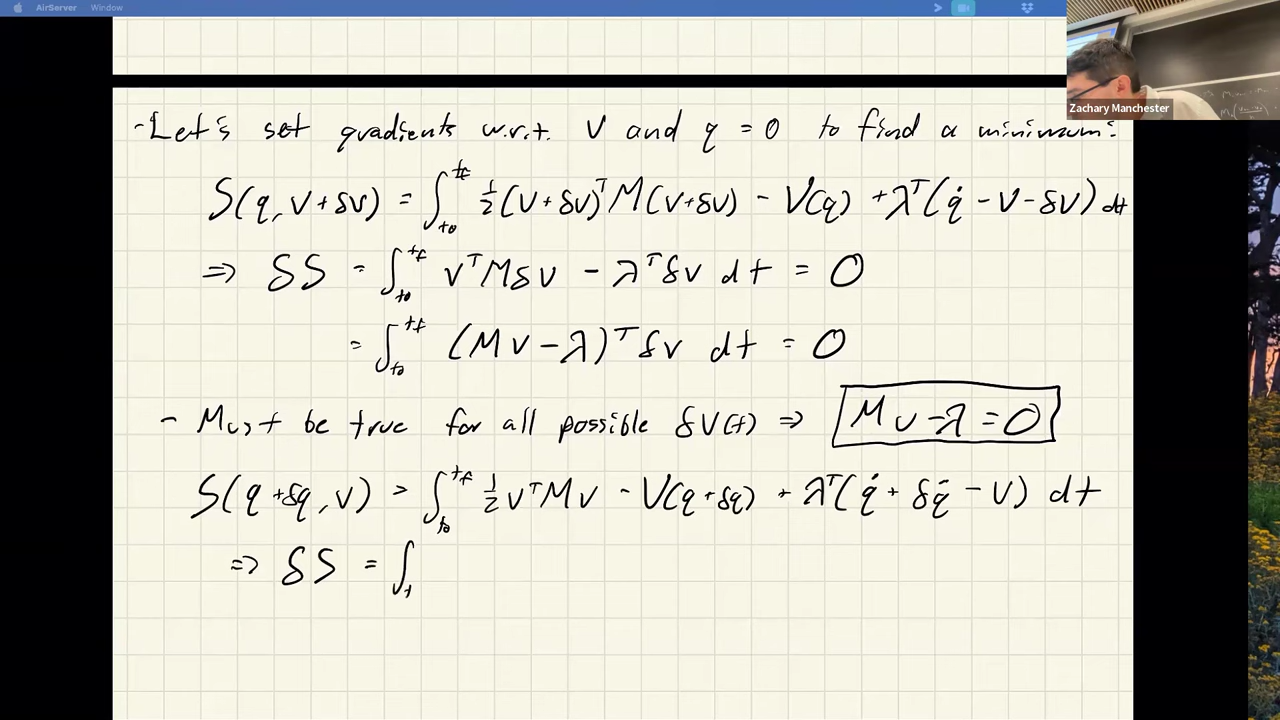 AirServer Window
Zachary Manchester
- Let's set gradients w.r.t. V and q = 0 to find a minimum:
S(q, v+δv) = ∫_{t0}^{tf} ½(v+δv)ᵀM(v+δv) - V(q) + λᵀ(q̇ - v - δv) dt
⇒ δS = ∫_{t0}^{tf} vᵀMδv - λᵀδv dt = 0
= ∫_{t0}^{tf} (Mv - λ)ᵀ δv dt = 0
- Must be true for all possible δv(t) ⇒ Mv - λ = 0
S(q+δq, v) = ∫_{t0}^{tf} ½vᵀMv - V(q+δq) + λᵀ(q̇ + δq̇ - v) dt
⇒ δS = ∫_t